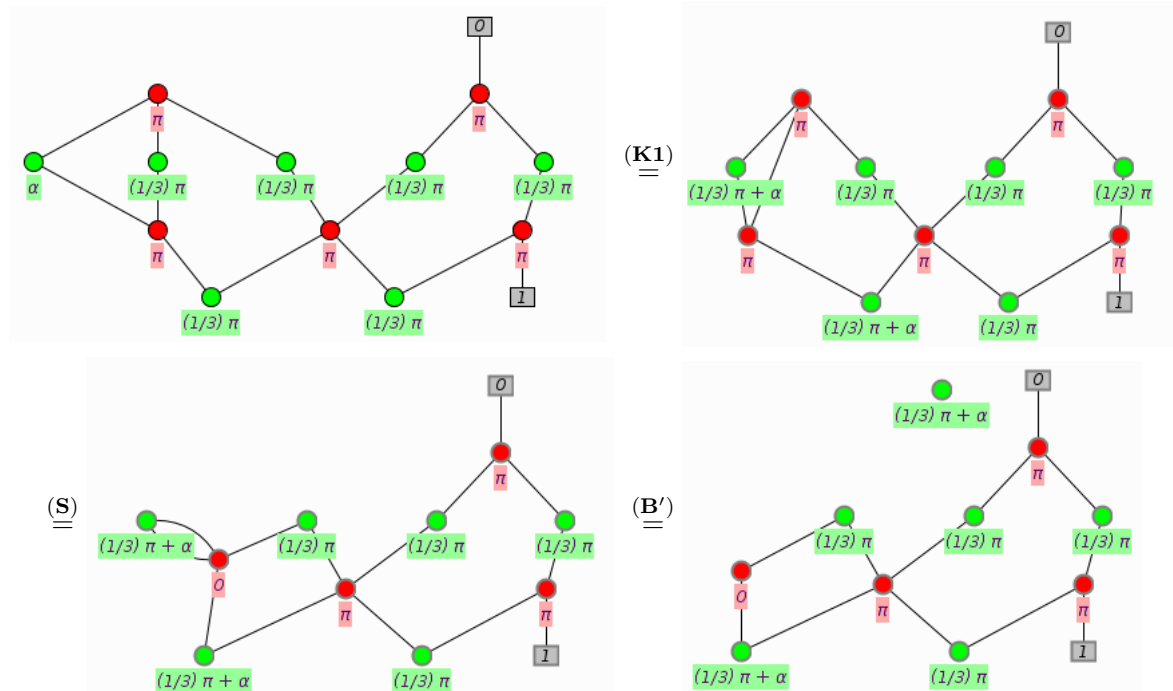 0
π
π
α (1/3) π (1/3) π (1/3) π (1/3) π
π π π
1
(1/3) π (1/3) π
(K1)
=
0
π
π
(1/3) π + α (1/3) π (1/3) π (1/3) π
π π π
1
(1/3) π + α (1/3) π
(S)
=
0
π
(1/3) π + α (1/3) π (1/3) π (1/3) π
0 π π
1
(1/3) π + α (1/3) π
(B′)
=
0
(1/3) π + α
π
(1/3) π (1/3) π (1/3) π
0 π π
1
(1/3) π + α (1/3) π